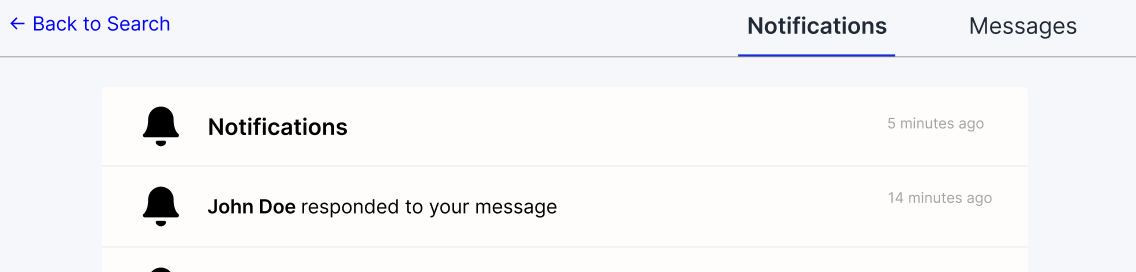 ← Back to Search
Notifications
Messages
Notifications
5 minutes ago
John Doe responded to your message
14 minutes ago